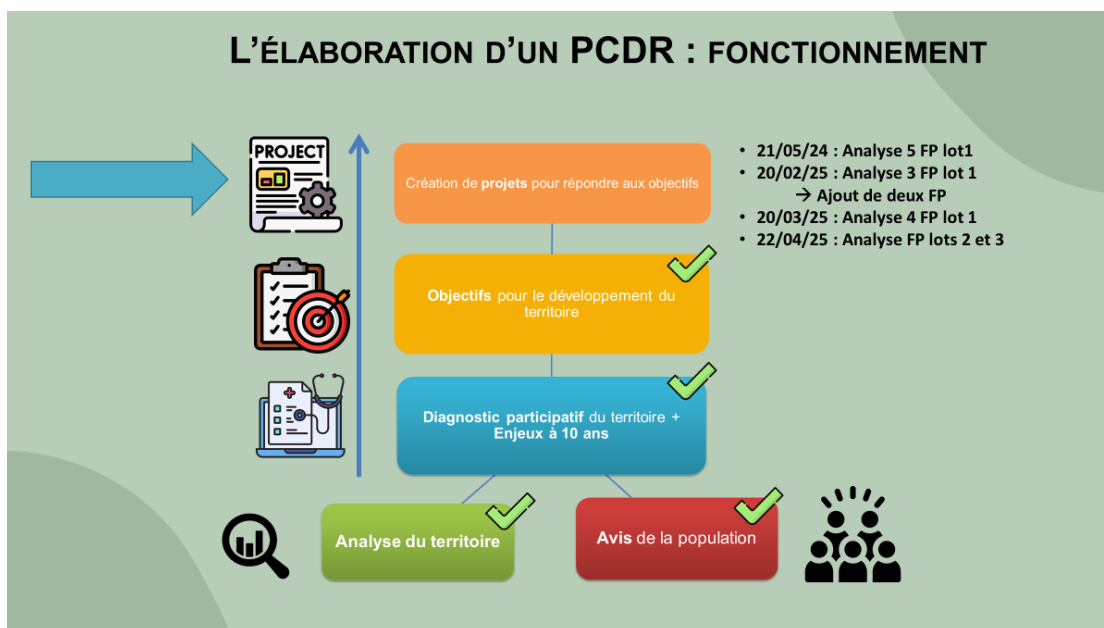 L'ÉLABORATION D'UN PCDR : FONCTIONNEMENT
PROJECT
Création de projets pour répondre aux objectifs
• 21/05/24 : Analyse 5 FP lot1
• 20/02/25 : Analyse 3 FP lot 1
→ Ajout de deux FP
• 20/03/25 : Analyse 4 FP lot 1
• 22/04/25 : Analyse FP lots 2 et 3
Objectifs pour le développement du
territoire
Diagnostic participatif du territoire +
Enjeux à 10 ans
Analyse du territoire
Avis de la population